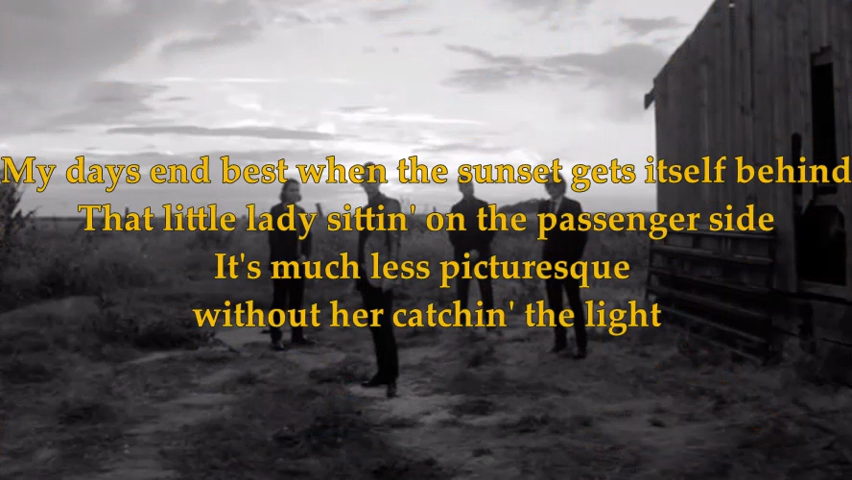 My days end best when the sunset gets itself behind
That little lady sittin' on the passenger side
It's much less picturesque
without her catchin' the light